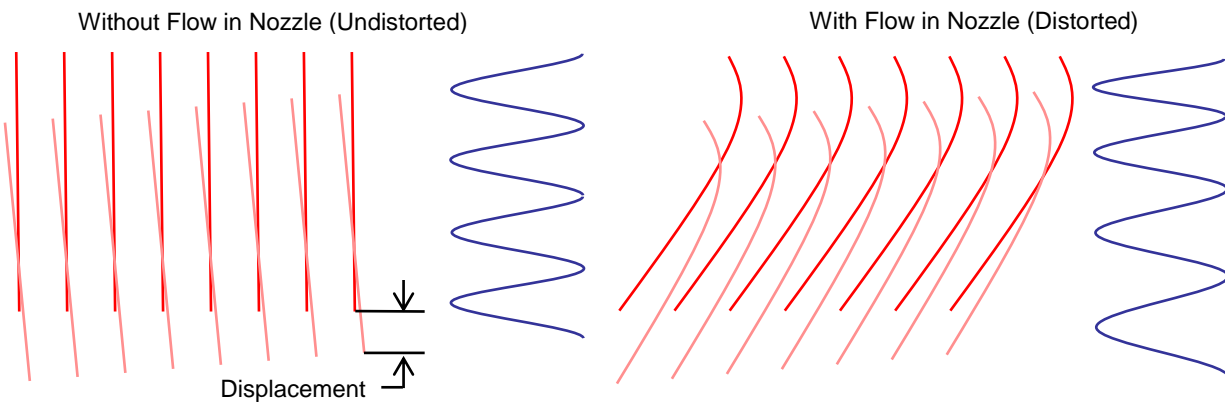 Without Flow in Nozzle (Undistorted)
With Flow in Nozzle (Distorted)
Displacement